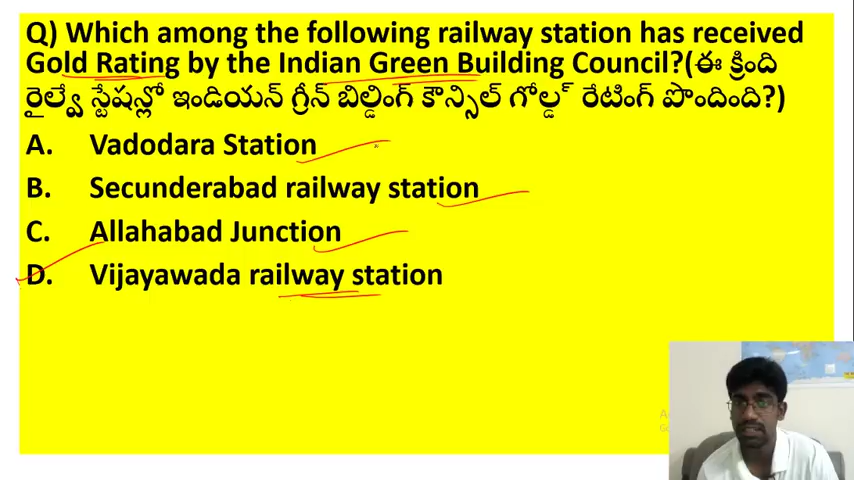 Q) Which among the following railway station has received
Gold Rating by the Indian Green Building Council?(ఈ క్రింది
రైల్వే స్టేషన్లో ఇండియన్ గ్రీన్ బిల్డింగ్ కౌన్సిల్ గోల్డ్ రేటింగ్ పొందింది?)
A. Vadodara Station
B. Secunderabad railway station
C. Allahabad Junction
D. Vijayawada railway station